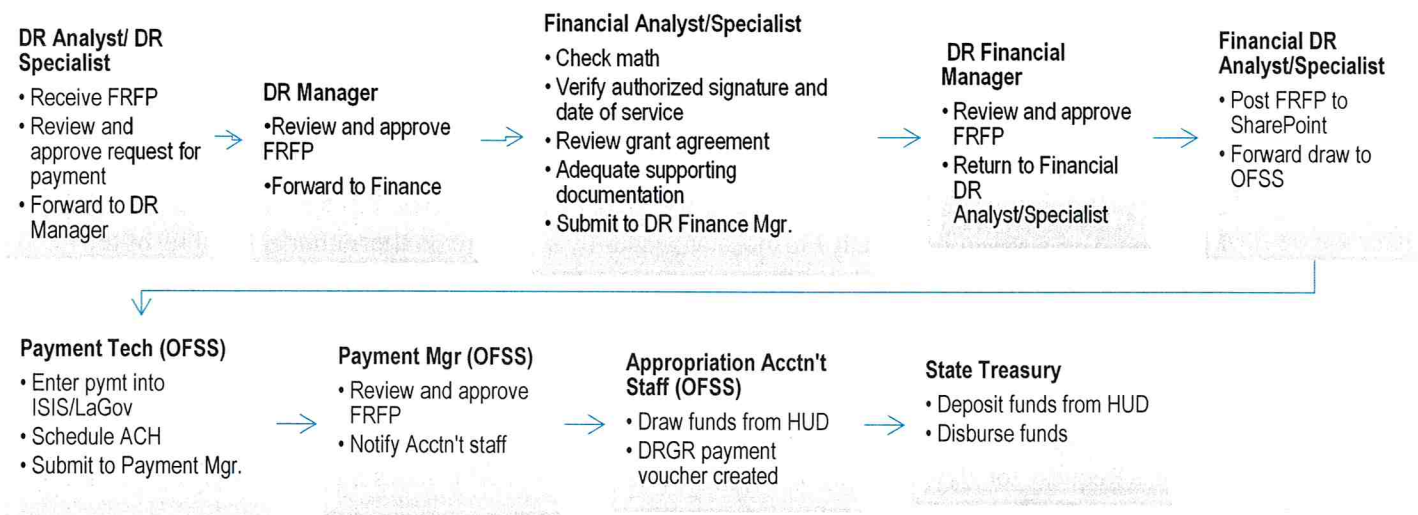 DR Analyst/ DR
Specialist
• Receive FRFP
• Review and
approve request for
payment
• Forward to DR
Manager
DR Manager
•Review and approve
FRFP
•Forward to Finance
Financial Analyst/Specialist
• Check math
• Verify authorized signature and
date of service
• Review grant agreement
• Adequate supporting
documentation
• Submit to DR Finance Mgr.
DR Financial
Manager
• Review and approve
FRFP
• Return to Financial
DR
Analyst/Specialist
Financial DR
Analyst/Specialist
• Post FRFP to
SharePoint
• Forward draw to
OFSS
Payment Tech (OFSS)
• Enter pymt into
ISIS/LaGov
• Schedule ACH
• Submit to Payment Mgr.
Payment Mgr (OFSS)
• Review and approve
FRFP
• Notify Acctn't staff
Appropriation Acctn't
Staff (OFSS)
• Draw funds from HUD
• DRGR payment
voucher created
State Treasury
• Deposit funds from HUD
• Disburse funds